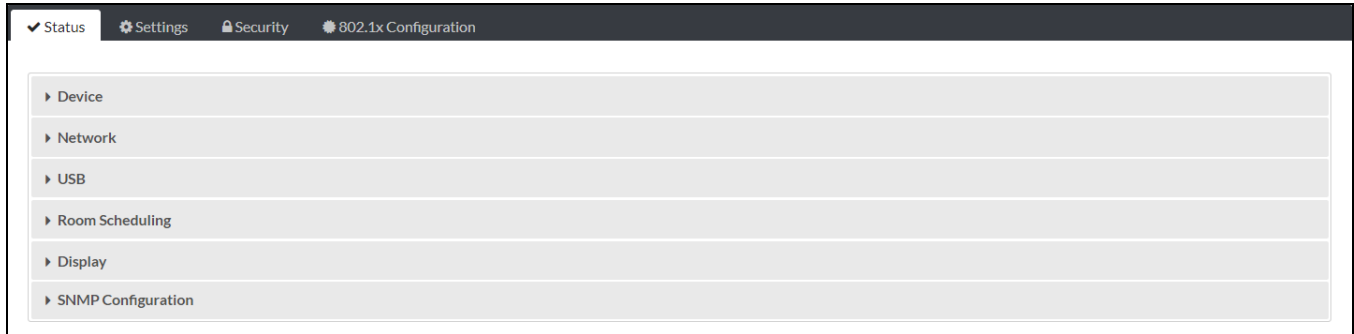 Status Settings Security 802.1x Configuration
Device
Network
USB
Room Scheduling
Display
SNMP Configuration